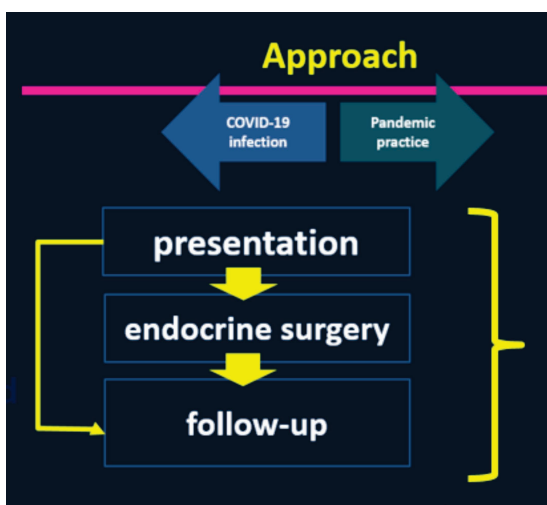 Approach
COVID-19
infection
Pandemic
practice
presentation
endocrine surgery
follow-up